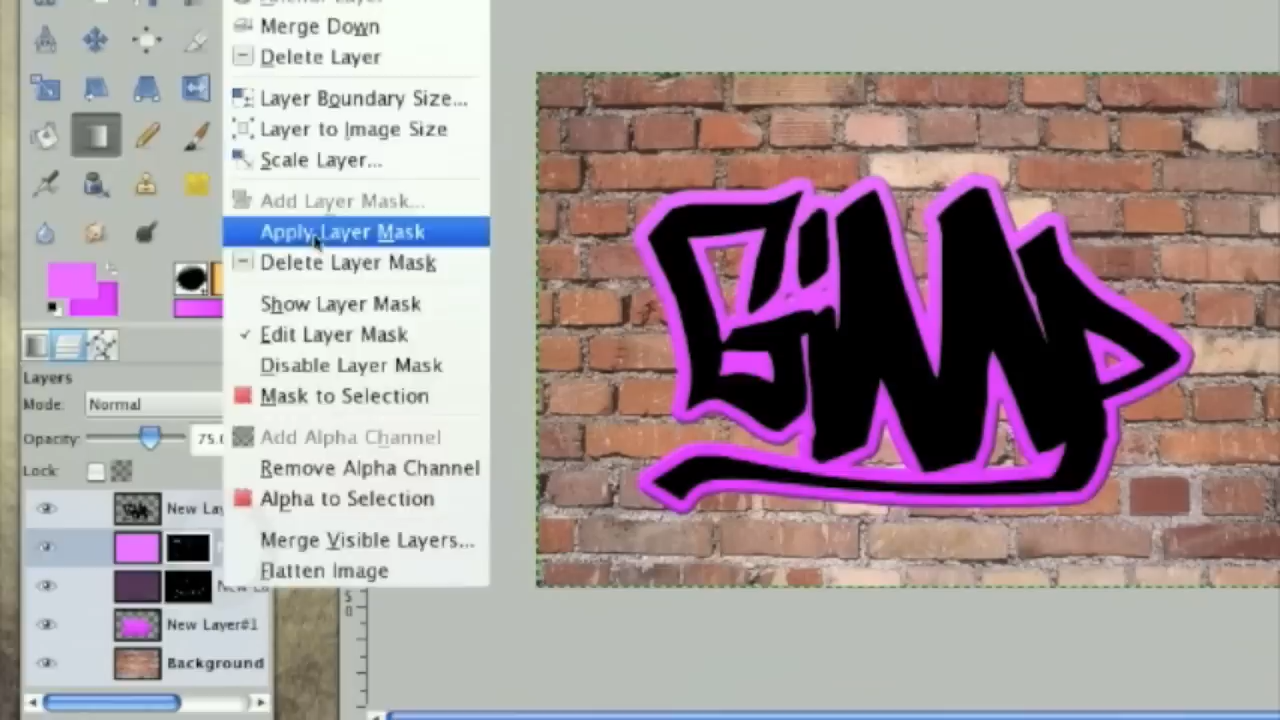 Merge Down
Delete Layer
Layer Boundary Size...
Layer to Image Size
Scale Layer...
Add Layer Mask...
Apply Layer Mask
Delete Layer Mask
Show Layer Mask
Edit Layer Mask
Disable Layer Mask
Mask to Selection
Add Alpha Channel
Remove Alpha Channel
Alpha to Selection
Merge Visible Layers...
Flatten Image
Layers
Mode: Normal
Opacity: 75.
Lock:
New
New
New Layer#1
Background
GIMP